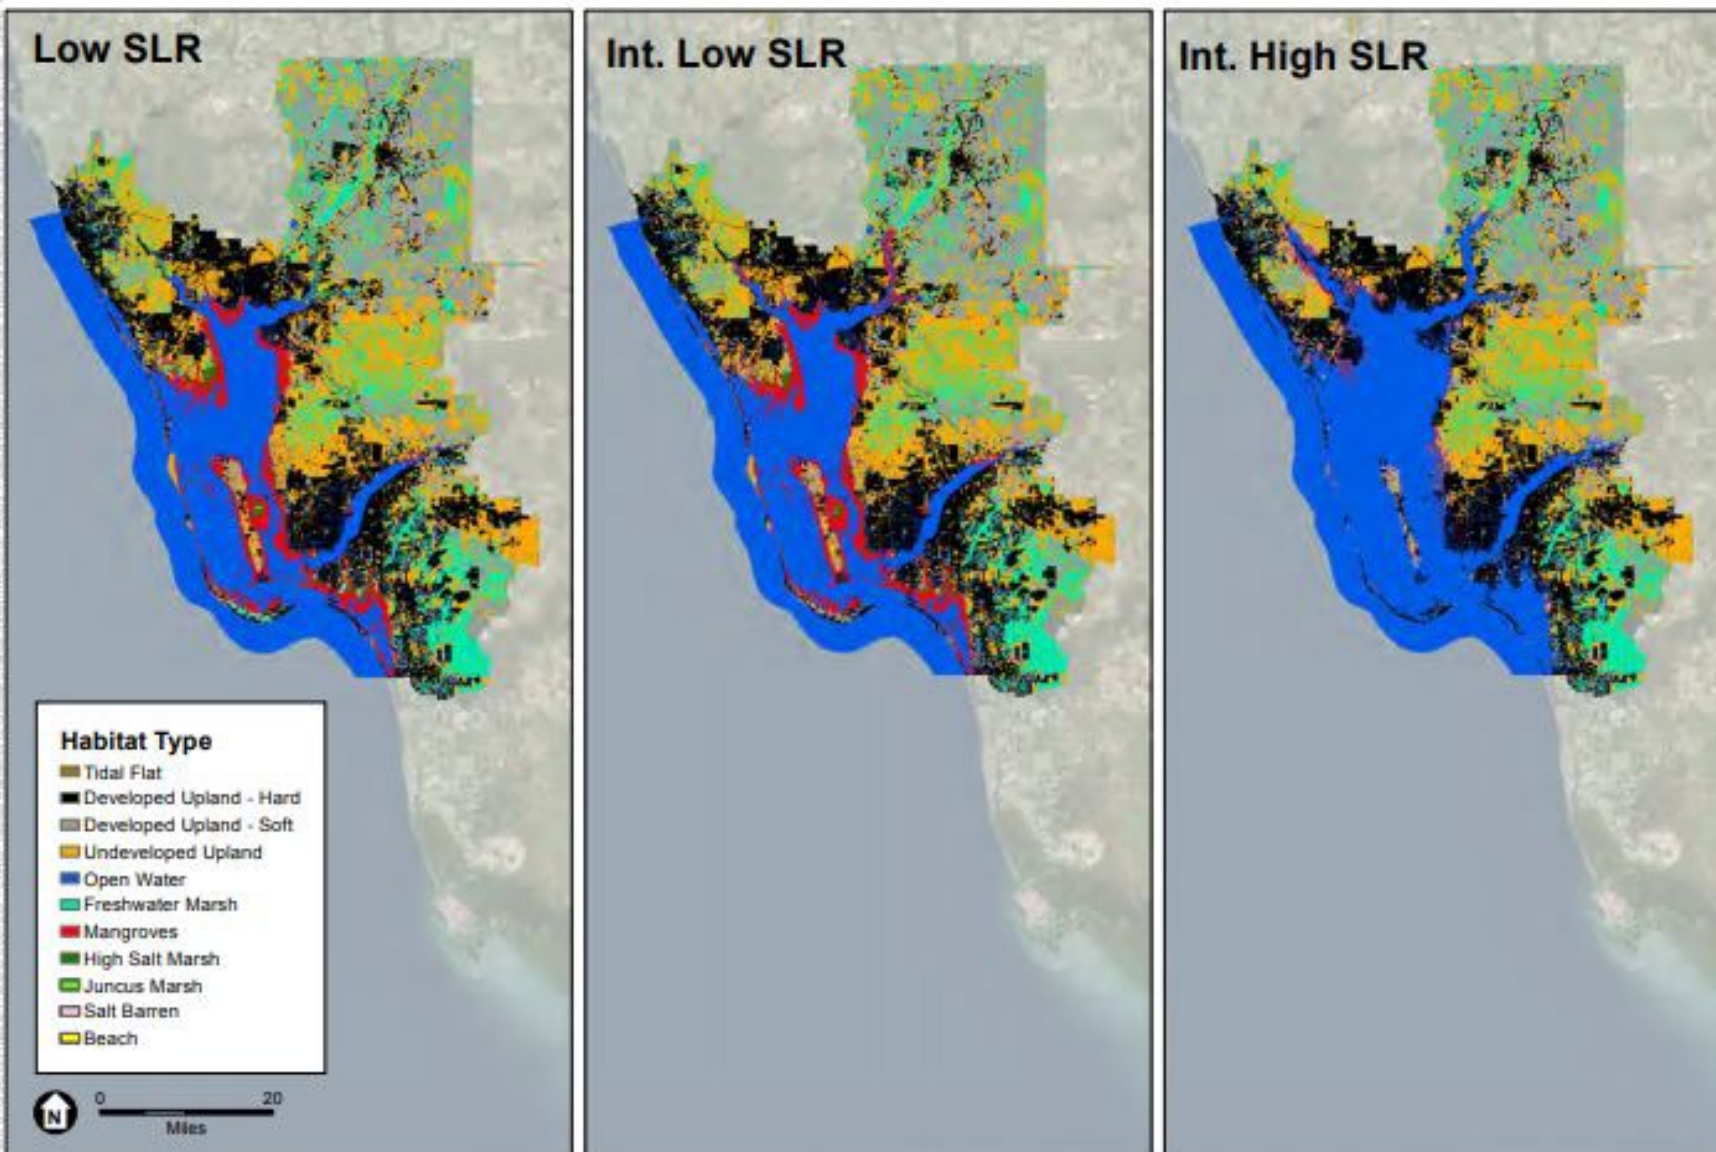 Low SLR
Int. Low SLR
Int. High SLR
Habitat Type
Tidal Flat
Developed Upland - Hard
Developed Upland - Soft
Undeveloped Upland
Open Water
Freshwater Marsh
Mangroves
High Salt Marsh
Juncus Marsh
Salt Barren
Beach
N
0 20
Miles